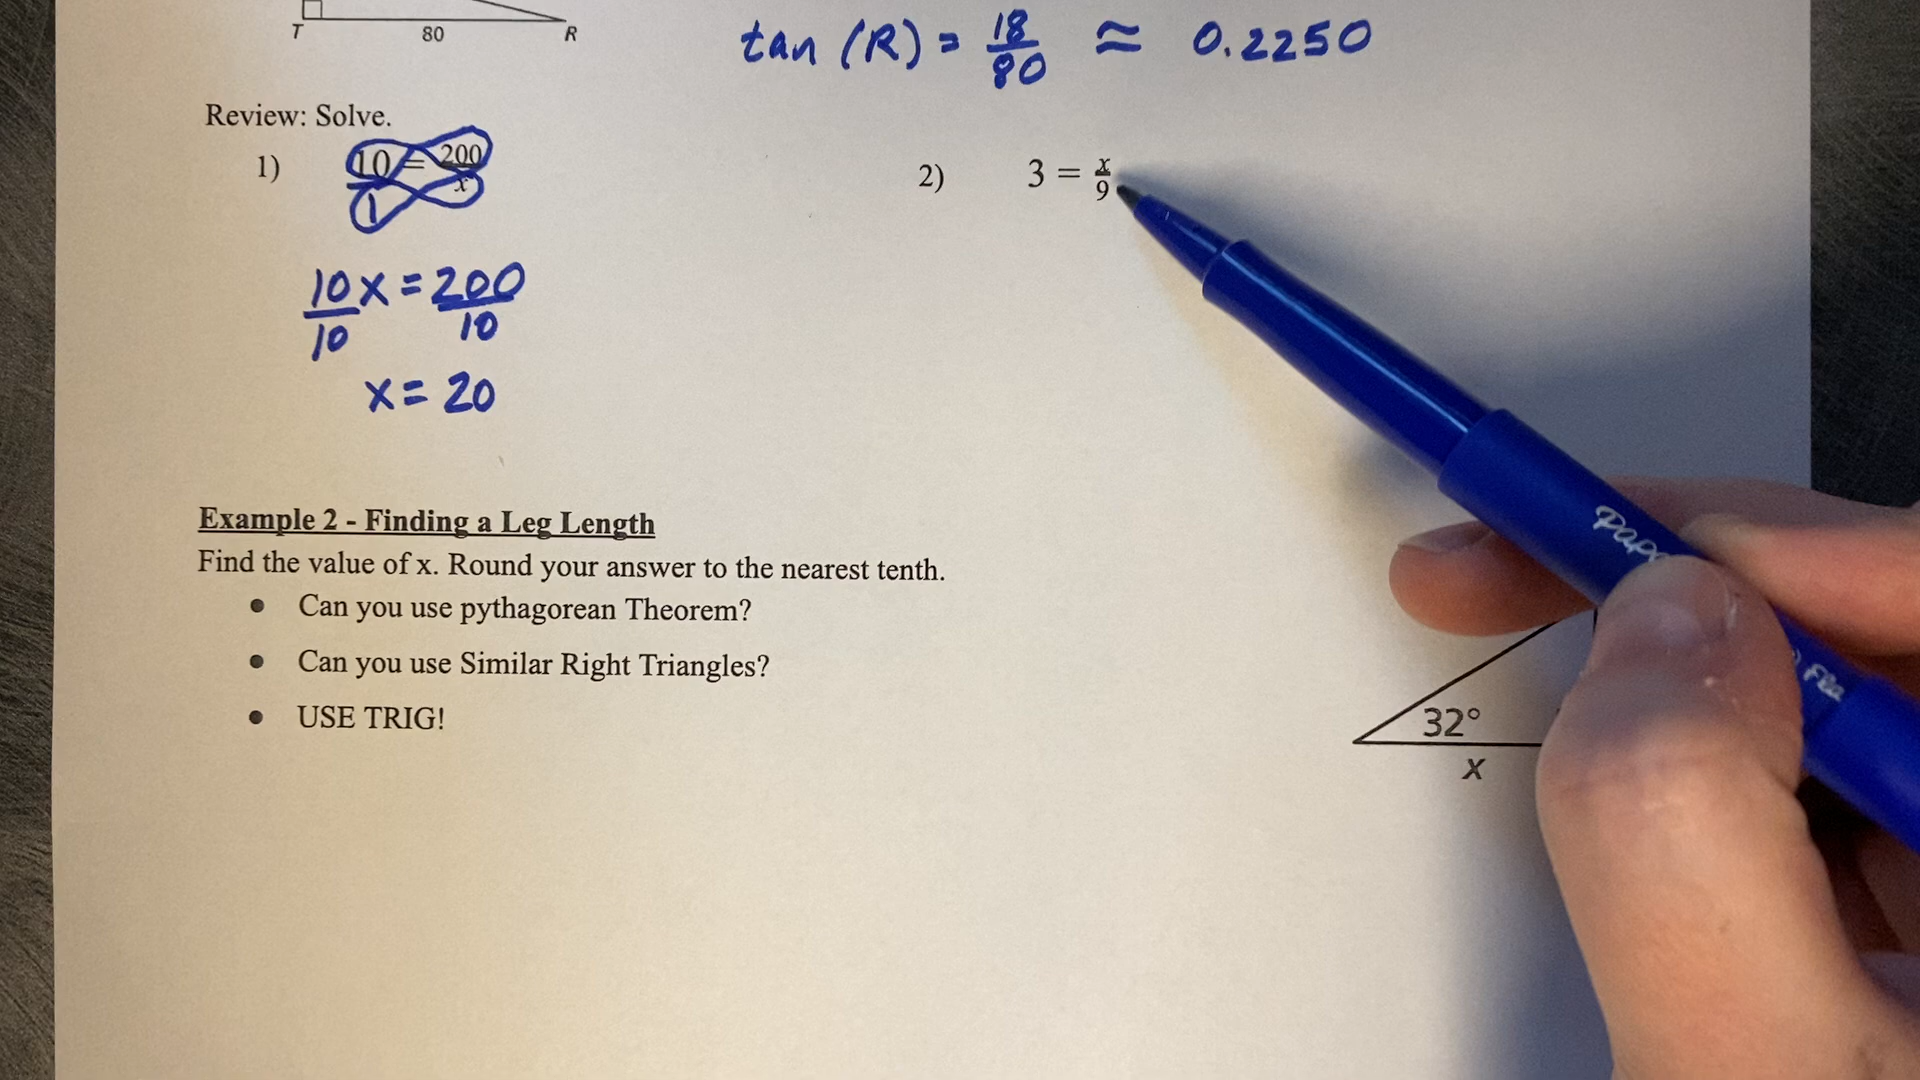 T 80 R
tan (R) = 18/80 ≈ 0.2250
Review: Solve.
1) 10/1 = 200/x
2) 3 = x/9
10x/10 = 200/10
x = 20
Example 2 - Finding a Leg Length
Find the value of x. Round your answer to the nearest tenth.
• Can you use pythagorean Theorem?
• Can you use Similar Right Triangles?
• USE TRIG!
32°
x